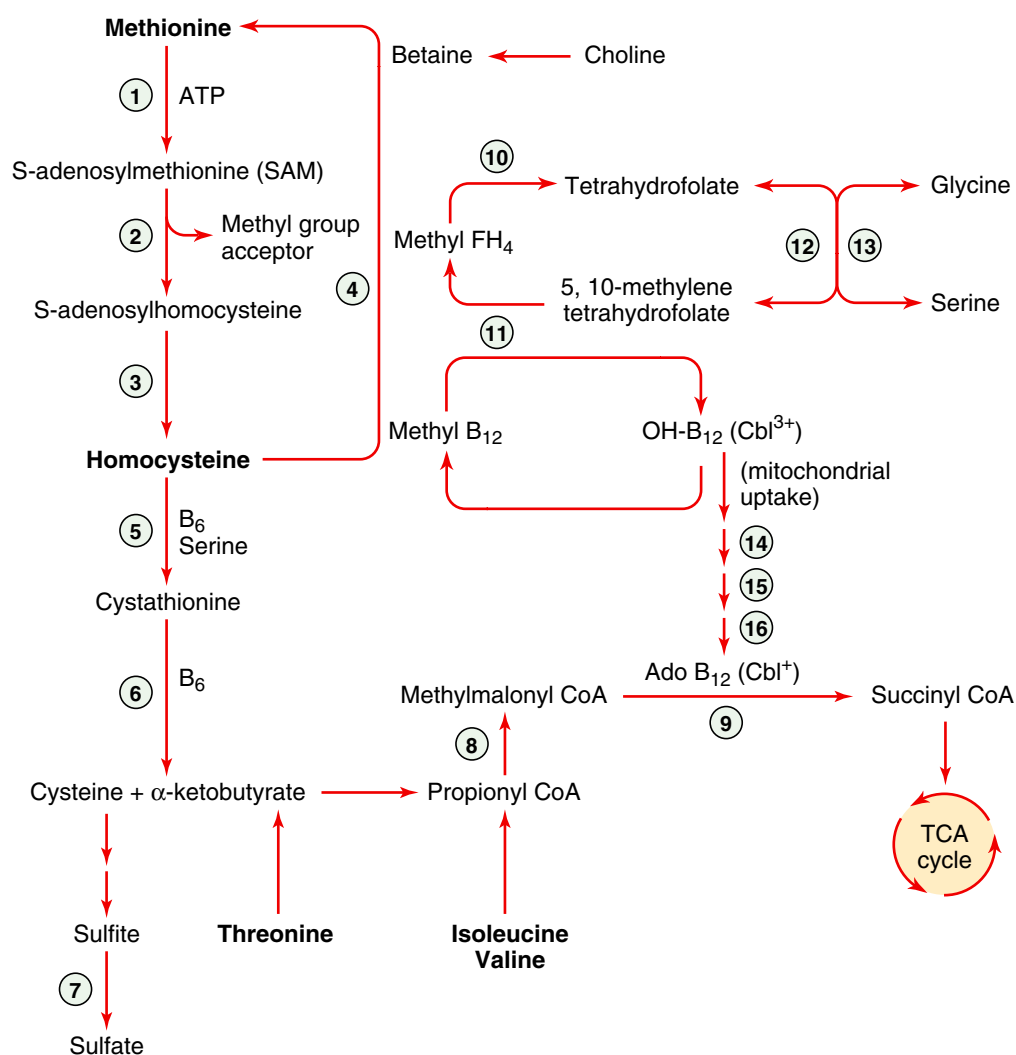 Methionine
Betaine
Choline
1
ATP
10
S-adenosylmethionine (SAM)
Tetrahydrofolate
Glycine
2
Methyl group
acceptor
Methyl FH4
12
13
4
5, 10-methylene
tetrahydrofolate
Serine
S-adenosylhomocysteine
11
3
Methyl B12
OH-B12 (Cbl3+)
Homocysteine
(mitochondrial
uptake)
5
B6
Serine
14
15
Cystathionine
16
6
B6
Ado B12 (Cbl+)
Methylmalonyl CoA
Succinyl CoA
9
8
Cysteine + α-ketobutyrate
Propionyl CoA
TCA
cycle
Sulfite
Threonine
Isoleucine
Valine
7
Sulfate